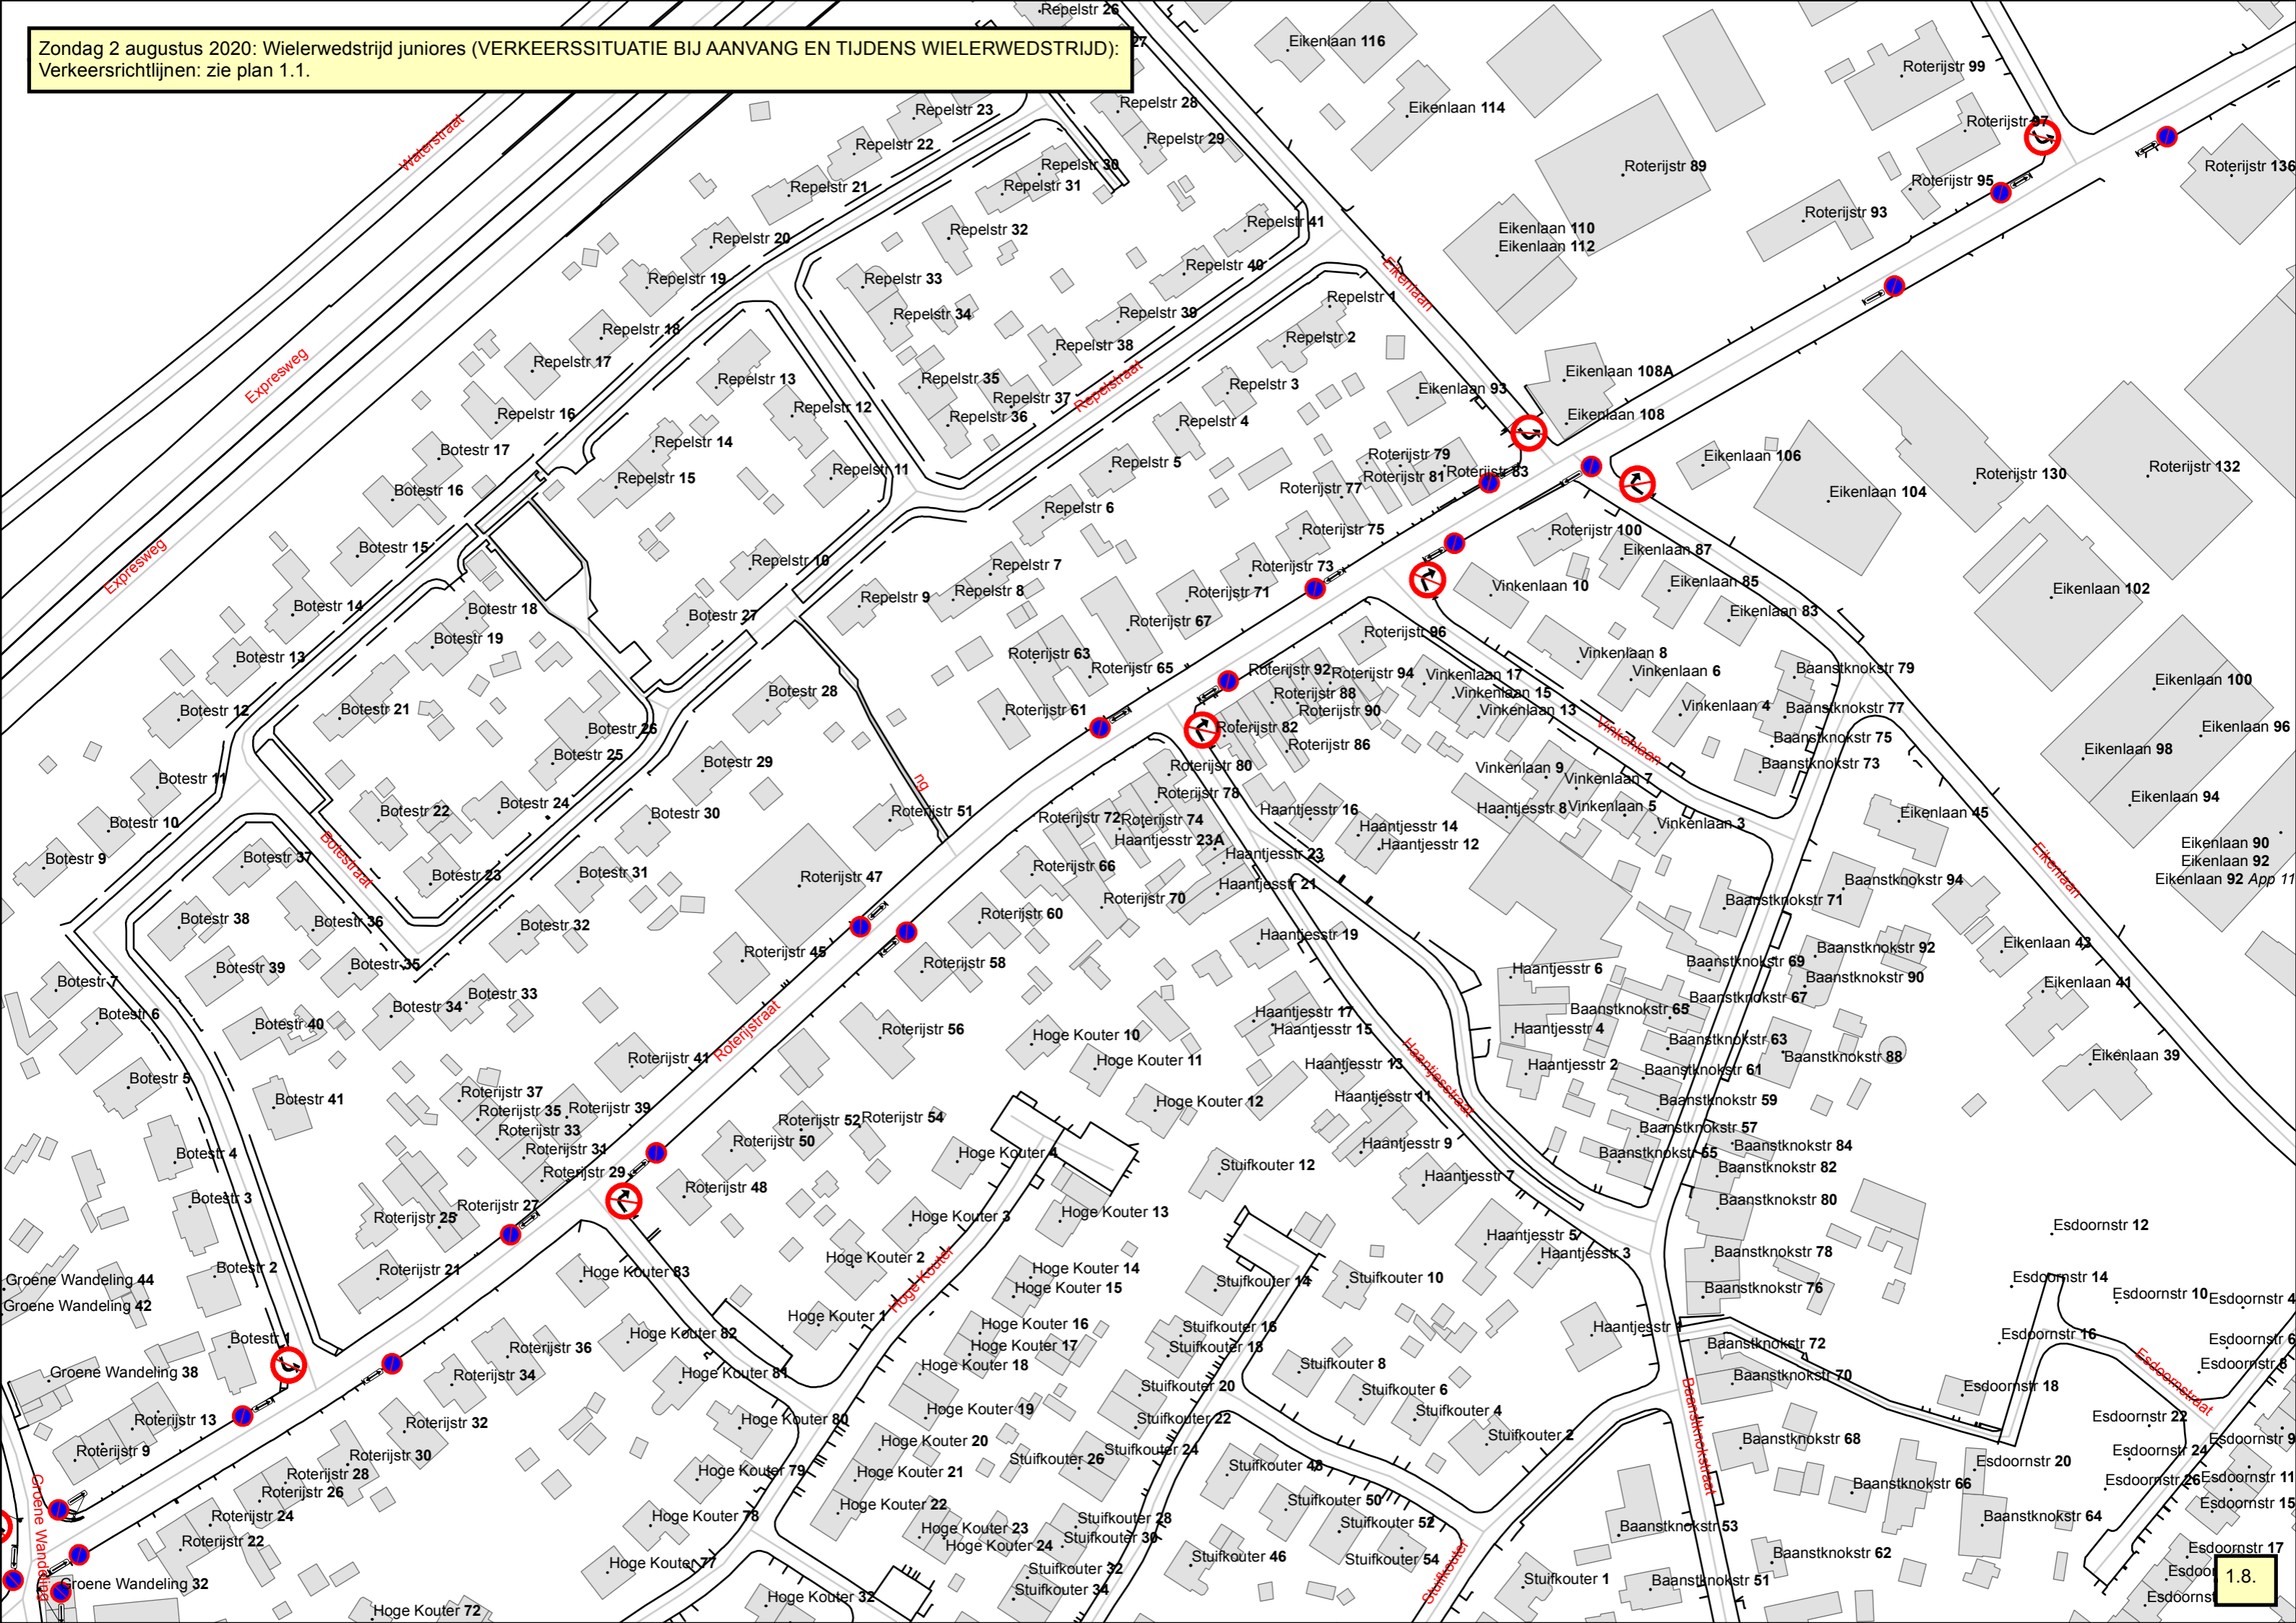 Zondag 2 augustus 2020: Wielerwedstrijd juniores (VERKEERSSITUATIE BIJ AANVANG EN TIJDENS WIELERWEDSTRIJD):
Verkeersrichtlijnen: zie plan 1.1.
Repelstr 26
27
Eikenlaan 116
Roterijstr 99
Waterstraat
Repelstr 23
Repelstr 28
Eikenlaan 114
Repelstr 22
Repelstr 29
Roterijstr 97
Repelstr 21
Repelstr 30
Repelstr 31
Roterijstr 89
Roterijstr 95
Roterijstr 136
Repelstr 20
Repelstr 32
Repelstr 41
Eikenlaan 110
Eikenlaan 112
Roterijstr 93
Repelstr 19
Repelstr 33
Repelstr 40
Eikenlaan
Repelstr 18
Repelstr 34
Repelstr 39
Repelstr 1
Repelstr 17
Repelstr 38
Repelstr 2
Expresweg
Repelstr 13
Repelstr 35
Repelstraat
Repelstr 3
Eikenlaan 93
Eikenlaan 108A
Repelstr 16
Repelstr 12
Repelstr 37
Repelstr 36
Repelstr 4
Eikenlaan 108
Botestr 17
Repelstr 14
Repelstr 11
Repelstr 5
Roterijstr 79
Roterijstr 81
Roterijstr 83
Eikenlaan 106
Roterijstr 130
Roterijstr 132
Botestr 16
Repelstr 15
Repelstr 6
Roterijstr 77
Eikenlaan 104
Botestr 15
Repelstr 10
Repelstr 7
Roterijstr 75
Roterijstr 100
Eikenlaan 87
Expresweg
Botestr 14
Botestr 18
Repelstr 9
Repelstr 8
Roterijstr 73
Roterijstr 71
Vinkenlaan 10
Eikenlaan 85
Eikenlaan 102
Botestr 19
Botestr 27
Roterijstr 67
Roterijstr 96
Eikenlaan 83
Botestr 13
Roterijstr 63
Roterijstr 65
Roterijstr 92
Roterijstr 94
Vinkenlaan 8
Vinkenlaan 6
Baanstknokstr 79
Eikenlaan 100
Botestr 12
Botestr 21
Botestr 28
Roterijstr 61
Roterijstr 88
Roterijstr 90
Vinkenlaan 17
Vinkenlaan 15
Vinkenlaan 13
Vinkenlaan 4
Baanstknokstr 77
Eikenlaan 96
Botestr 26
Botestr 25
Roterijstr 82
Roterijstr 86
Vinkenlaan
Baanstknokstr 75
Baanstknokstr 73
Eikenlaan 98
Botestr 11
Botestr 29
ng
Roterijstr 80
Vinkenlaan 9
Vinkenlaan 7
Eikenlaan 94
Botestr 10
Botestr 22
Botestr 24
Botestr 30
Roterijstr 51
Roterijstr 78
Roterijstr 72
Roterijstr 74
Haantjesstr 16
Haantjesstr 8
Vinkenlaan 5
Vinkenlaan 3
Eikenlaan 45
Botestr 9
Botestr 37
Botestraat
Botestr 23
Botestr 31
Roterijstr 47
Roterijstr 66
Haantjesstr 23A
Haantjesstr 23
Haantjesstr 14
Haantjesstr 12
Eikenlaan
Eikenlaan 90
Eikenlaan 92
Eikenlaan 92 App 11
Botestr 38
Botestr 36
Botestr 32
Roterijstr 60
Roterijstr 70
Haantjesstr 21
Baanstknokstr 71
Baanstknokstr 94
Botestr 39
Botestr 35
Roterijstr 45
Roterijstr 58
Haantjesstr 19
Haantjesstr 6
Baanstknokstr 69
Baanstknokstr 92
Baanstknokstr 90
Eikenlaan 43
Botestr 7
Botestr 6
Botestr 40
Botestr 34
Botestr 33
Roterijstraat
Roterijstr 56
Hoge Kouter 10
Haantjesstr 17
Haantjesstr 15
Haantjesstr 4
Baanstknokstr 65
Baanstknokstr 67
Eikenlaan 41
Botestr 5
Botestr 41
Roterijstr 41
Hoge Kouter 11
Haantjesstr 13
Haantjesstraat
Haantjesstr 2
Baanstknokstr 63
Baanstknokstr 61
Baanstknokstr 88
Eikenlaan 39
Roterijstr 37
Roterijstr 35
Roterijstr 33
Roterijstr 39
Roterijstr 52
Roterijstr 54
Hoge Kouter 12
Haantjesstr 11
Baanstknokstr 59
Botestr 4
Roterijstr 31
Roterijstr 29
Roterijstr 50
Hoge Kouter 4
Stuifkouter 12
Haantjesstr 9
Haantjesstr 7
Baanstknokstr 57
Baanstknokstr 55
Baanstknokstr 84
Baanstknokstr 82
Botestr 3
Roterijstr 25
Roterijstr 27
Roterijstr 48
Hoge Kouter 3
Hoge Kouter 13
Baanstknokstr 80
Esdoornstr 12
Groene Wandeling 44
Groene Wandeling 42
Botestr 2
Roterijstr 21
Hoge Kouter 83
Hoge Kouter 2
Hoge Kouter
Hoge Kouter 14
Hoge Kouter 15
Stuifkouter 14
Stuifkouter 10
Haantjesstr 5
Haantjesstr 3
Baanstknokstr 78
Baanstknokstr 76
Esdoornstr 14
Esdoornstr 10
Esdoornstr 4
Botestr 1
Roterijstr 36
Hoge Kouter 82
Hoge Kouter 1
Hoge Kouter 16
Hoge Kouter 17
Hoge Kouter 18
Stuifkouter 16
Stuifkouter 18
Haantjesstr 1
Baanstknokstr 72
Esdoornstr 16
Esdoornstr 6
Esdoornstr 8
Groene Wandeling 38
Roterijstr 34
Hoge Kouter 81
Stuifkouter 8
Baanstknokstr 70
Esdoornstraat
Roterijstr 13
Roterijstr 32
Hoge Kouter 80
Hoge Kouter 19
Stuifkouter 20
Stuifkouter 22
Stuifkouter 6
Stuifkouter 4
Baanstknokstraat
Esdoornstr 18
Esdoornstr 22
Roterijstr 9
Roterijstr 30
Hoge Kouter 20
Stuifkouter 24
Stuifkouter 26
Stuifkouter 2
Baanstknokstr 68
Esdoornstr 24
Esdoornstr 9
Groene Wandeling
Roterijstr 28
Roterijstr 26
Hoge Kouter 79
Hoge Kouter 21
Stuifkouter 48
Baanstknokstr 66
Esdoornstr 20
Esdoornstr 26
Esdoornstr 11
Roterijstr 24
Roterijstr 22
Hoge Kouter 78
Hoge Kouter 22
Hoge Kouter 23
Hoge Kouter 24
Stuifkouter 28
Stuifkouter 30
Stuifkouter 50
Stuifkouter 52
Baanstknokstr 53
Baanstknokstr 64
Esdoornstr 15
Groene Wandeling 32
Hoge Kouter 77
Stuifkouter 32
Stuifkouter 34
Stuifkouter 46
Stuifkouter 54
Stuifkouter
Stuifkouter 1
Baanstknokstr 62
Baanstknokstr 51
Esdoornstr 17
Esdoor
Esdoornst
Hoge Kouter 72
Hoge Kouter 32
1.8.